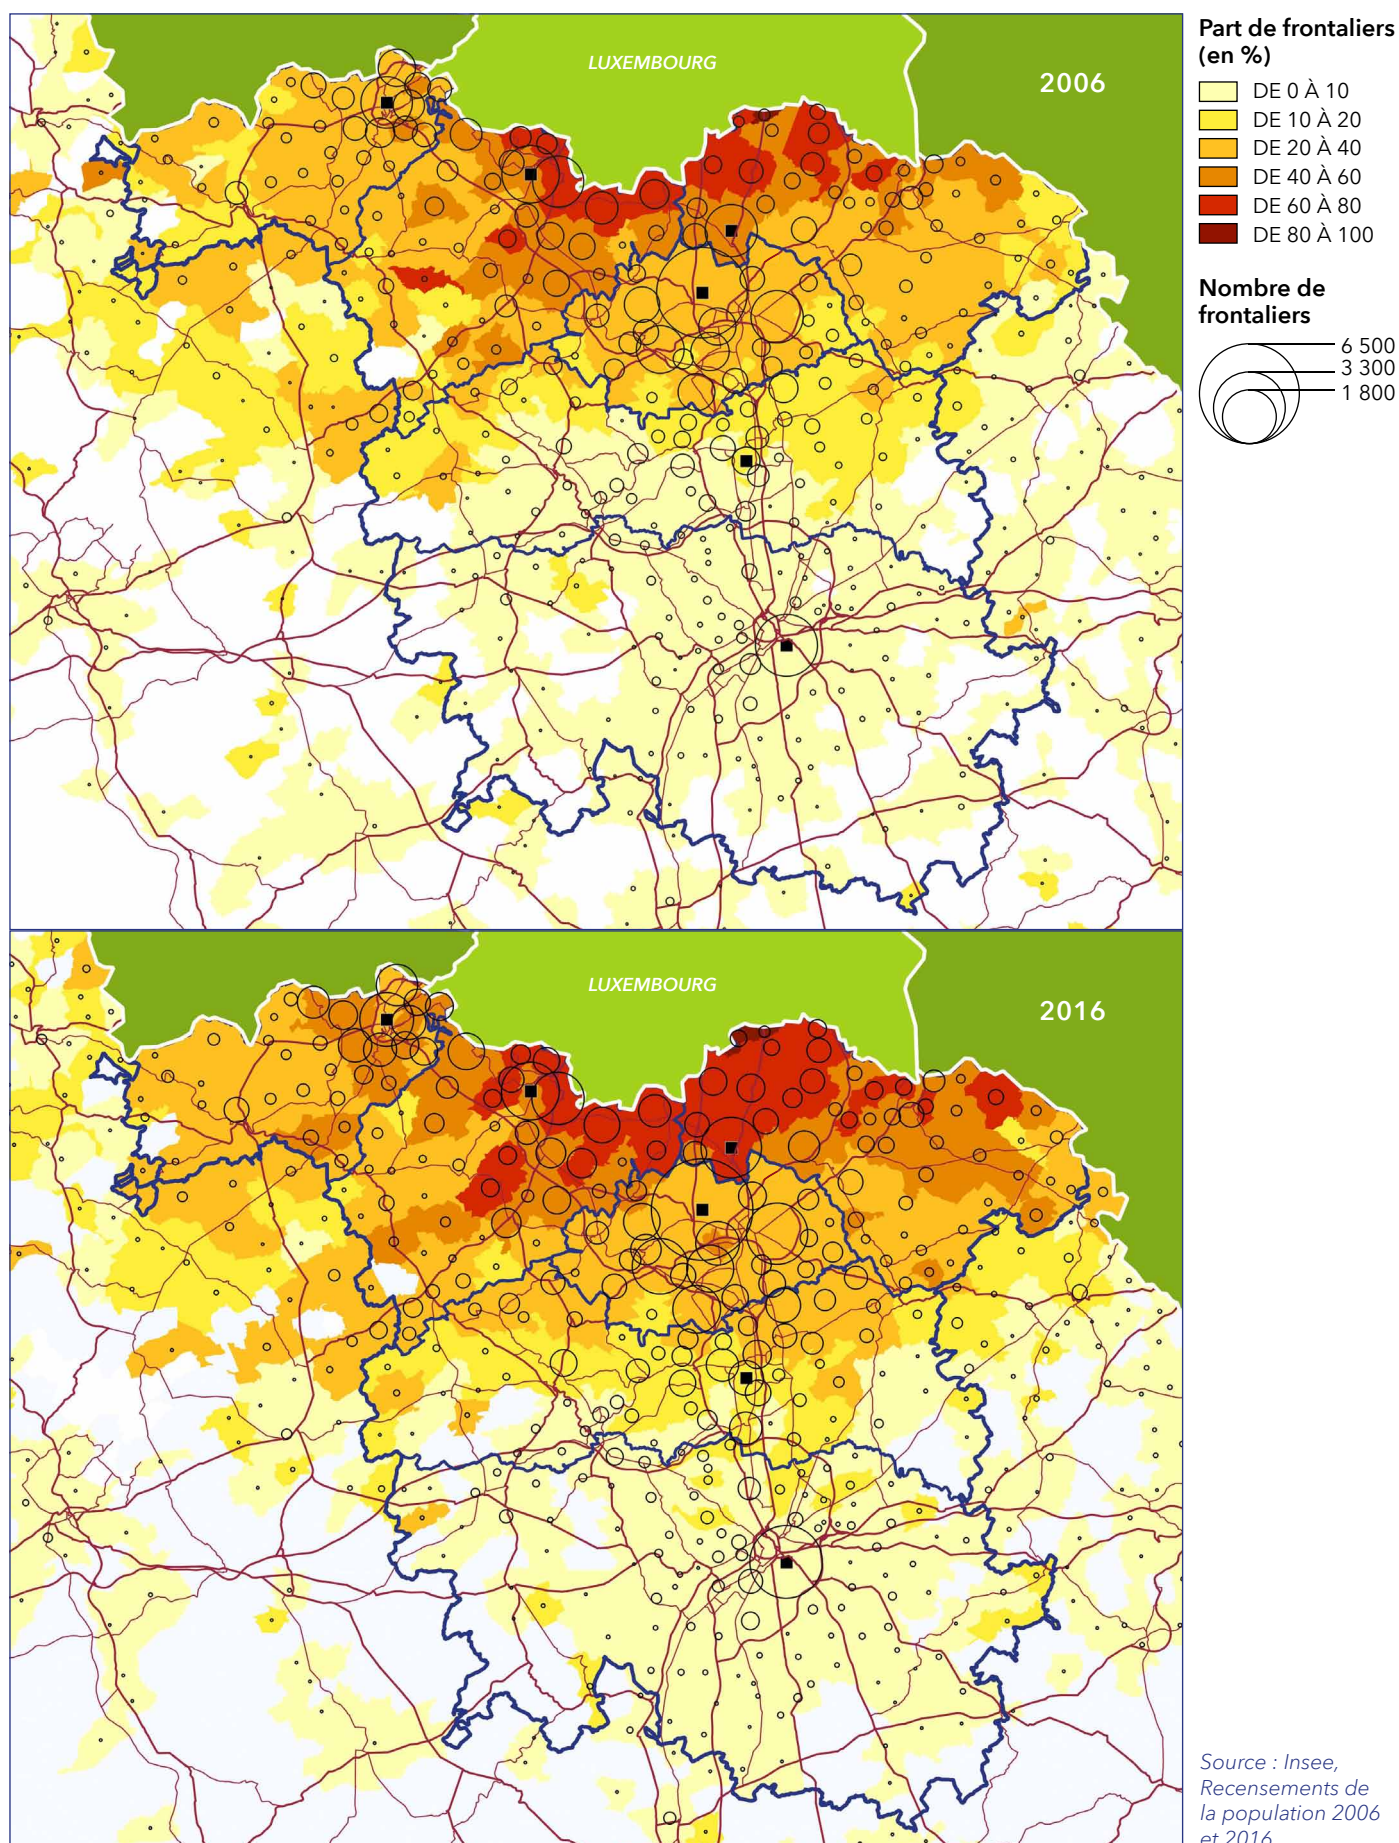 LUXEMBOURG
2006
Part de frontaliers
(en %)
DE 0 À 10
DE 10 À 20
DE 20 À 40
DE 40 À 60
DE 60 À 80
DE 80 À 100
Nombre de
frontaliers
6 500
3 300
1 800
LUXEMBOURG
2016
Source : Insee,
Recensements de
la population 2006
et 2016